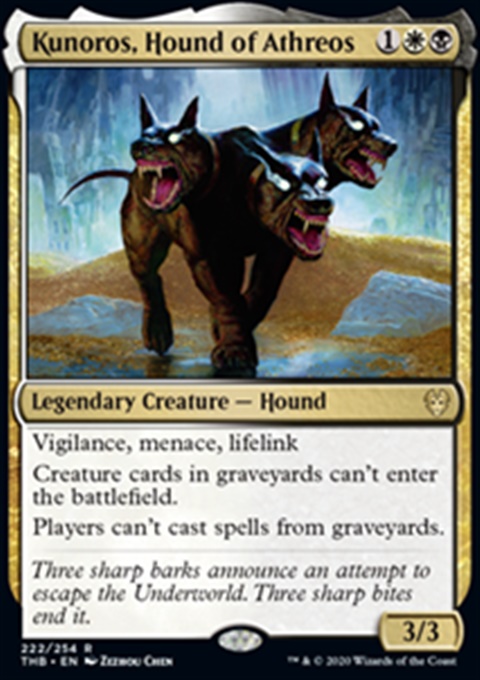 Kunoros, Hound of Athreos 1
Legendary Creature — Hound
Vigilance, menace, lifelink
Creature cards in graveyards can't enter
the battlefield.
Players can't cast spells from graveyards.
Three sharp barks announce an attempt to
escape the Underworld. Three sharp bites
end it.
3/3
222/254 R
THB • EN Zezhou Chen
™ & © 2020 Wizards of the Coast